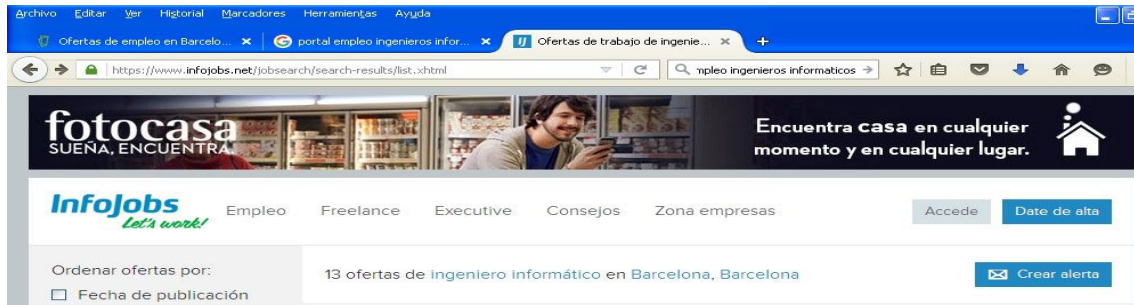 Archivo Editar Ver Historial Marcadores Herramientas Ayuda
Ofertas de empleo en Barcelo... portal empleo ingenieros infor... IJ Ofertas de trabajo de ingenie...
https://www.infojobs.net/jobsearch/search-results/list.xhtml mpleo ingenieros informaticos
fotocasa
SUEÑA, ENCUENTRA.
Encuentra casa en cualquier
momento y en cualquier lugar.
InfoJobs
Let's work!
Empleo Freelance Executive Consejos Zona empresas Accede Date de alta
Ordenar ofertas por:
13 ofertas de ingeniero informático en Barcelona, Barcelona Crear alerta
Fecha de publicación